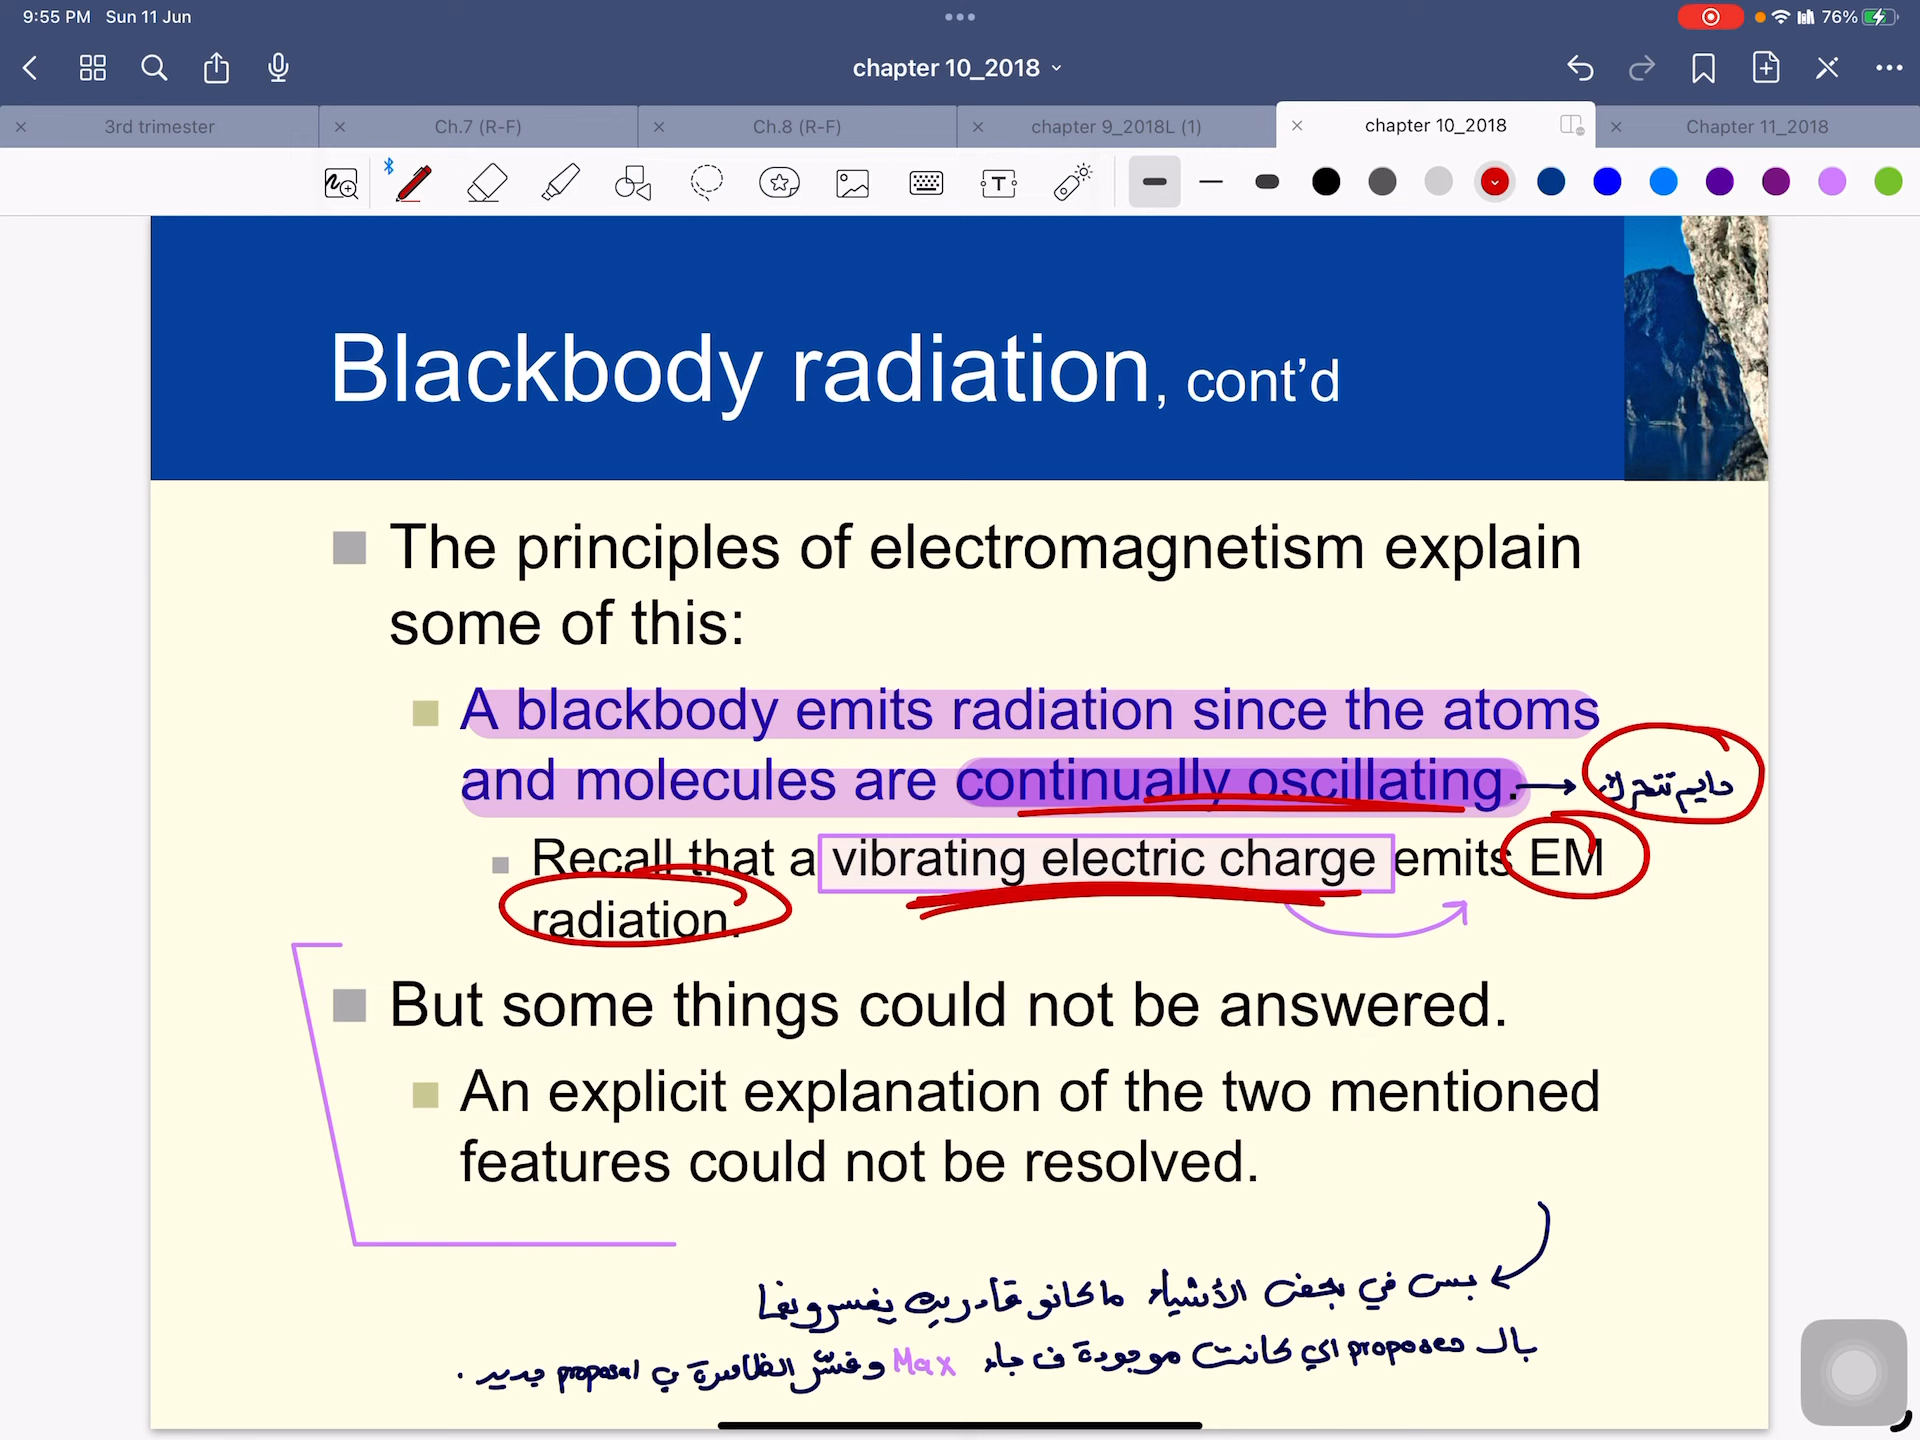 9:55 PM Sun 11 Jun
76%
chapter 10_2018
3rd trimester
Ch.7 (R-F)
Ch.8 (R-F)
chapter 9_2018L (1)
chapter 10_2018
Chapter 11_2018
Blackbody radiation, cont’d
The principles of electromagnetism explain
some of this:
A blackbody emits radiation since the atoms
and molecules are continually oscillating.
دايم تتحرك
Recall that a vibrating electric charge emits EM
radiation.
But some things could not be answered.
An explicit explanation of the two mentioned
features could not be resolved.
بس في بعض الأشياء ماكانو قادرين يفسرونها
بالـ proposes اي كانت موجودة ف جاء Max وفسّر الظاهرة ب proposal جديد .